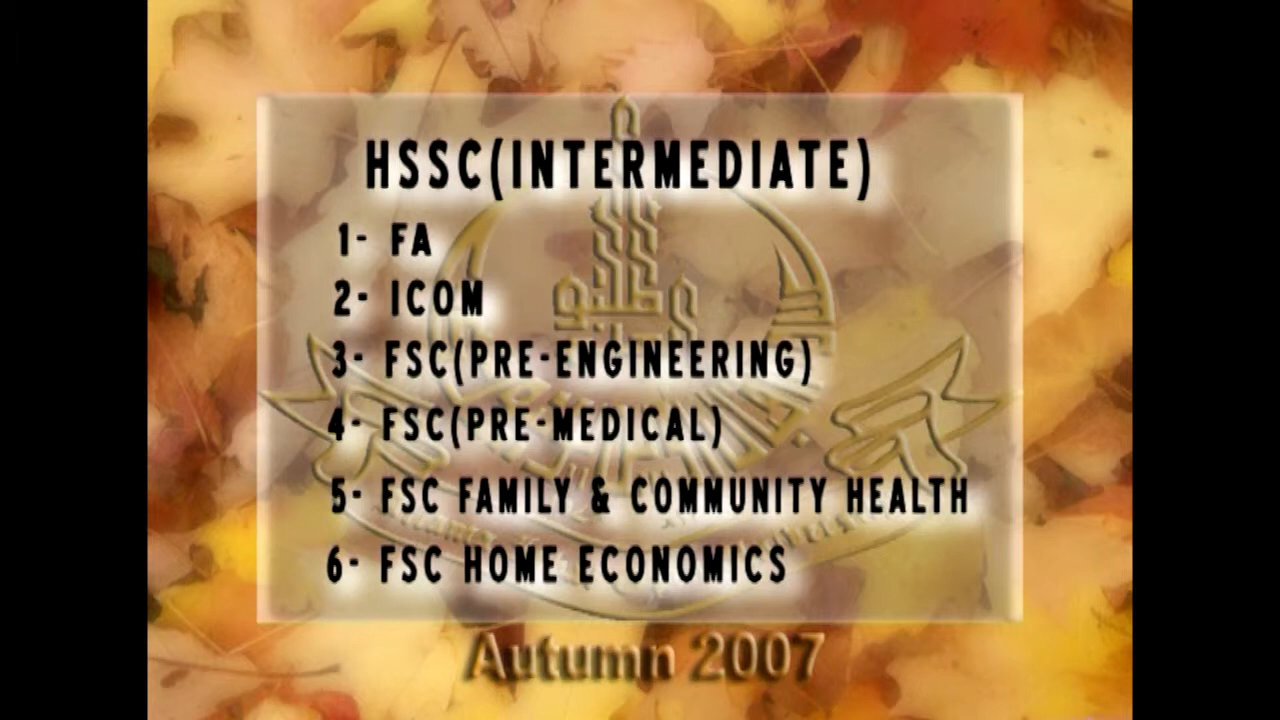 HSSC(INTERMEDIATE)
1- FA
2- ICOM
3- FSC(PRE-ENGINEERING)
4- FSC(PRE-MEDICAL)
5- FSC FAMILY & COMMUNITY HEALTH
6- FSC HOME ECONOMICS
Autumn 2007